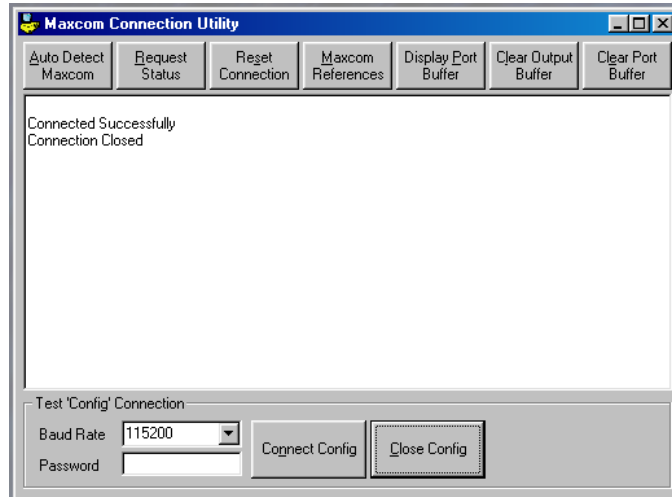 Maxcom Connection Utility
Auto Detect Maxcom
Request Status
Reset Connection
Maxcom References
Display Port Buffer
Clear Output Buffer
Clear Port Buffer
Connected Successfully
Connection Closed
Test 'Config' Connection
Baud Rate 115200
Password
Connect Config
Close Config